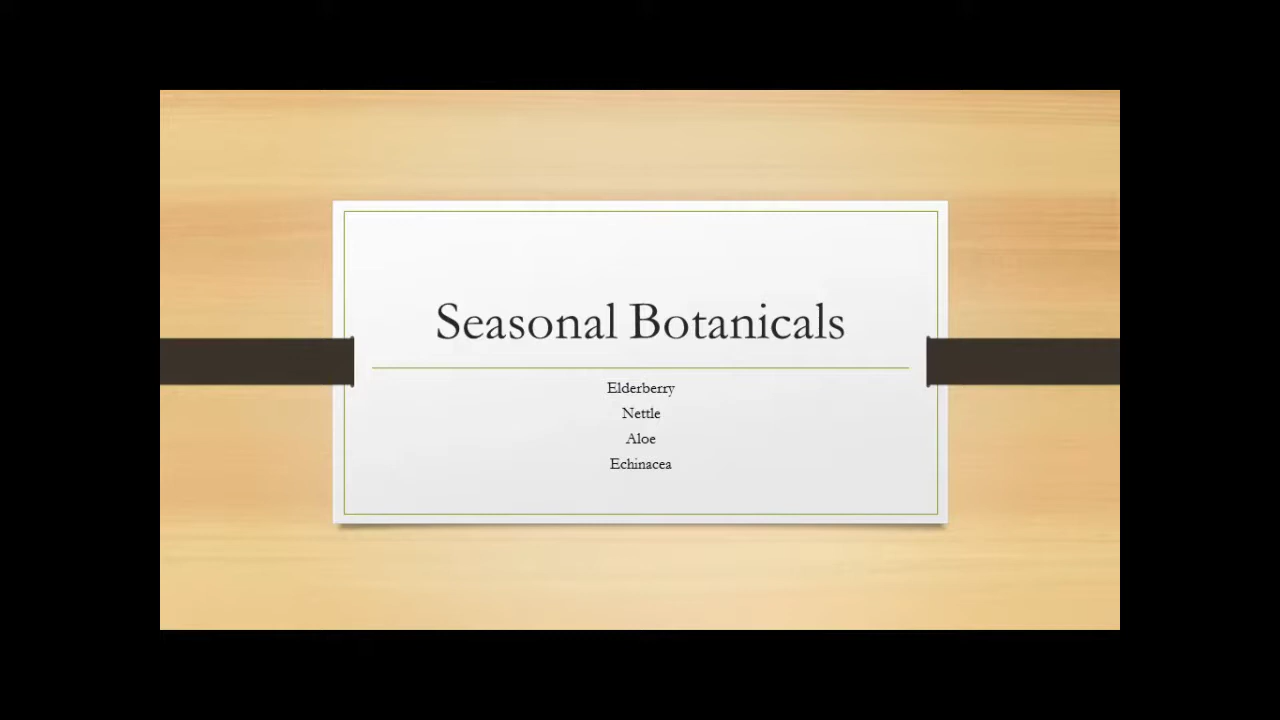 Seasonal Botanicals
Elderberry
Nettle
Aloe
Echinacea